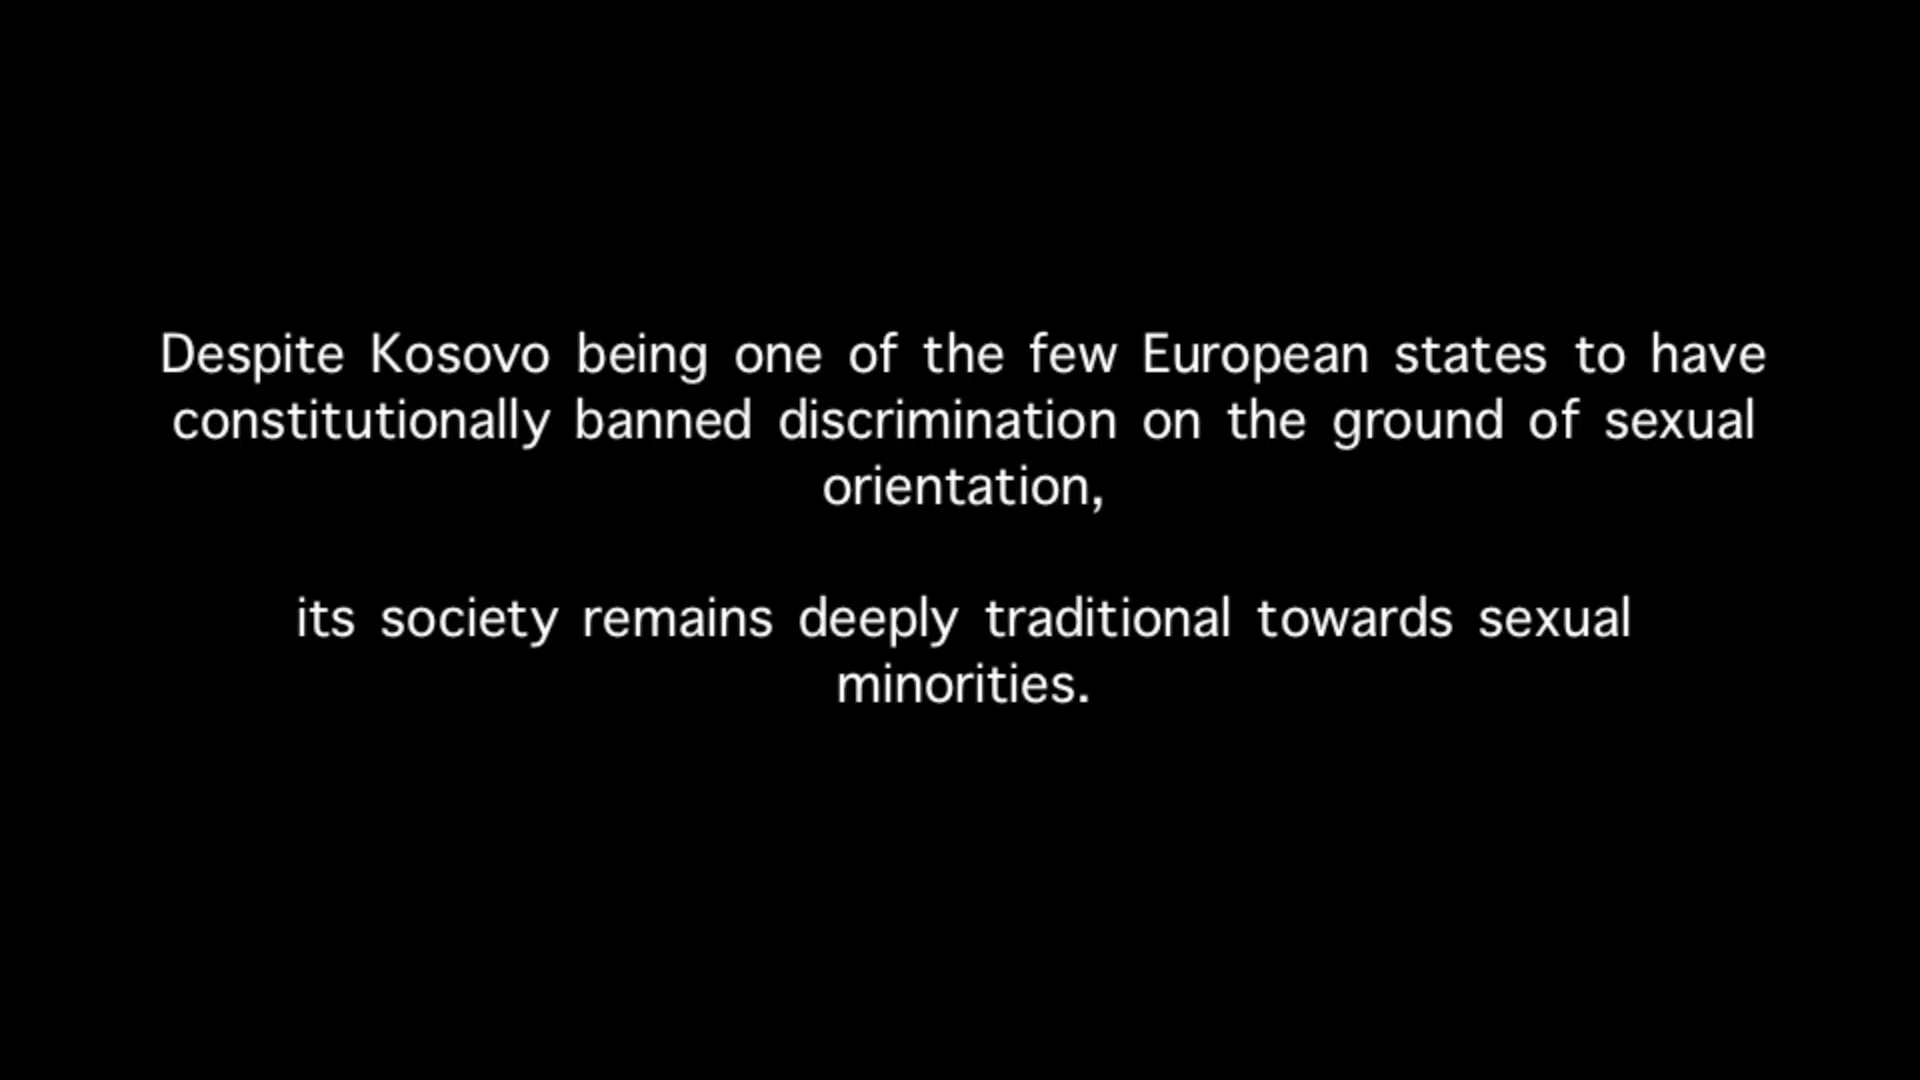 Despite Kosovo being one of the few European states to have
constitutionally banned discrimination on the ground of sexual
orientation,
its society remains deeply traditional towards sexual
minorities.